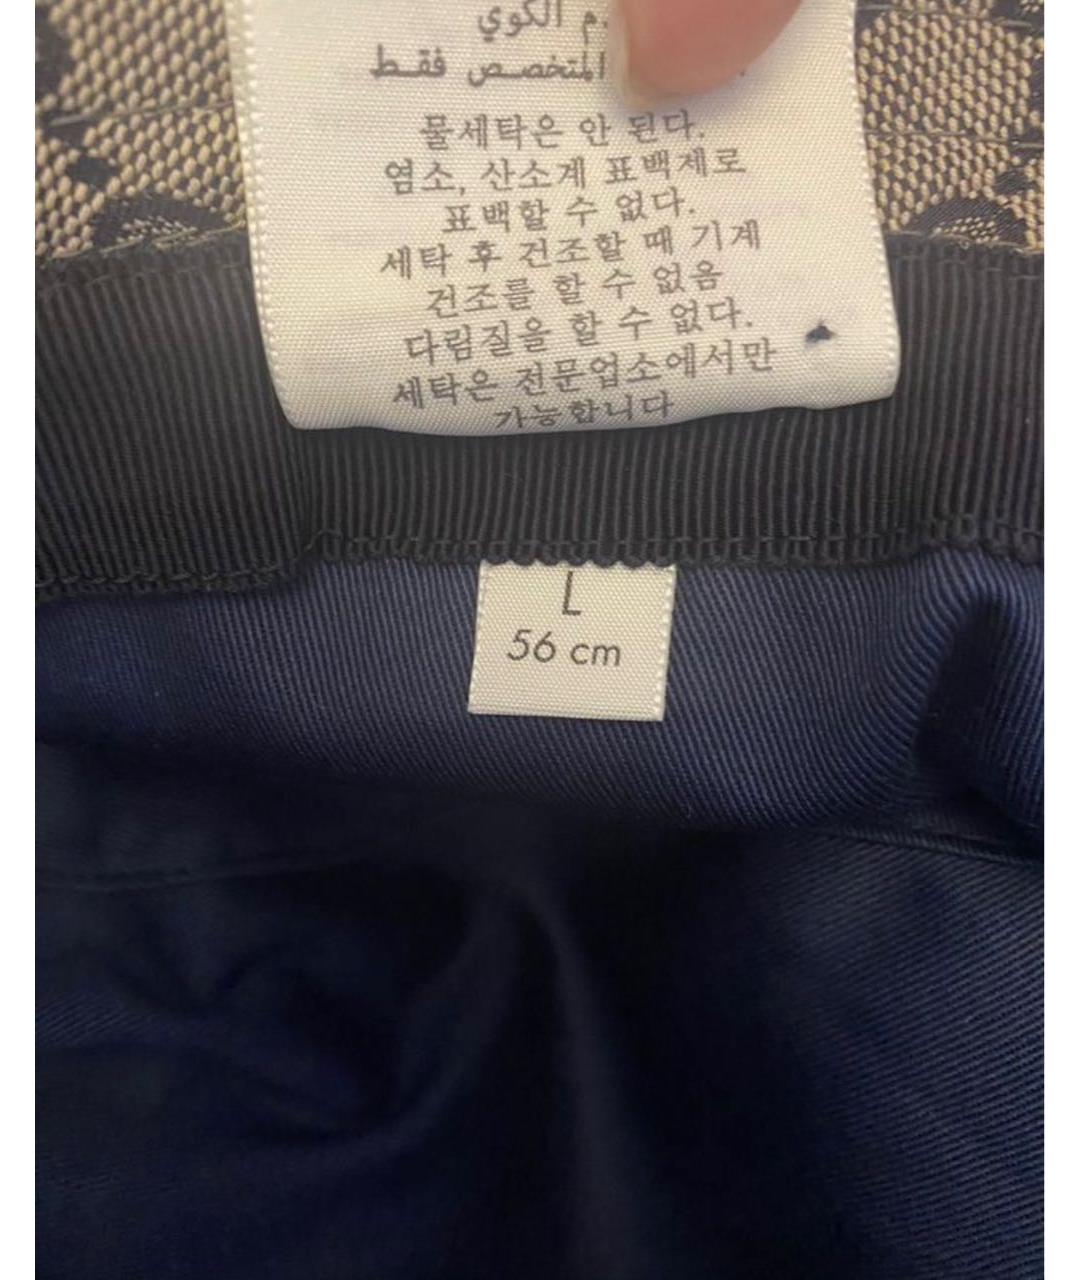 م الكوي
المتخصص فقط
물세탁은 안 된다.
염소, 산소계 표백제로
표백할 수 없다.
세탁 후 건조할 때 기계
건조를 할 수 없음
다림질을 할 수 없다.
세탁은 전문업소에서만
가능합니다
L
56 cm